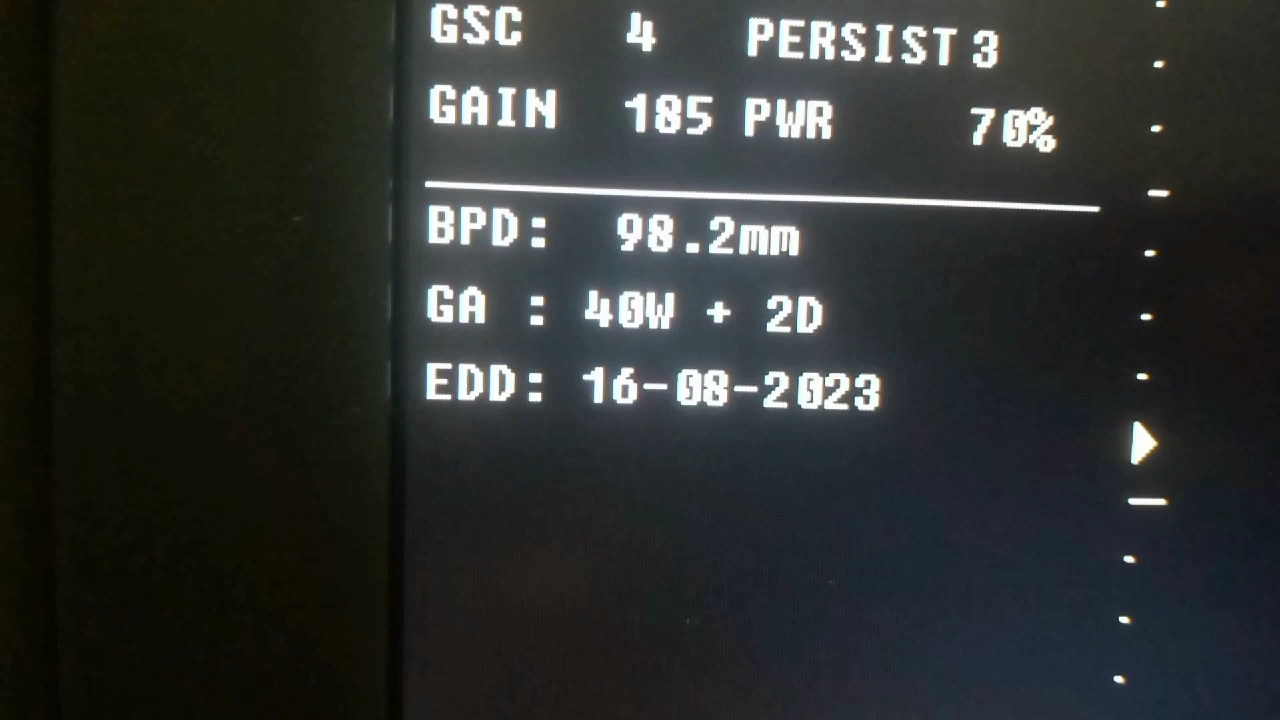 GSC 4 PERSIST 3
GAIN 185 PWR 70%
BPD: 98.2mm
GA : 40W + 2D
EDD: 16-08-2023